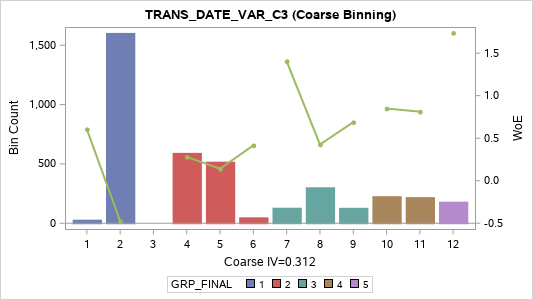 TRANS_DATE_VAR_C3 (Coarse Binning)
1,500
1,000
500
0
Bin Count
1.5
1.0
0.5
0.0
-0.5
WoE
1 2 3 4 5 6 7 8 9 10 11 12
Coarse IV=0.312
GRP_FINAL 1 2 3 4 5